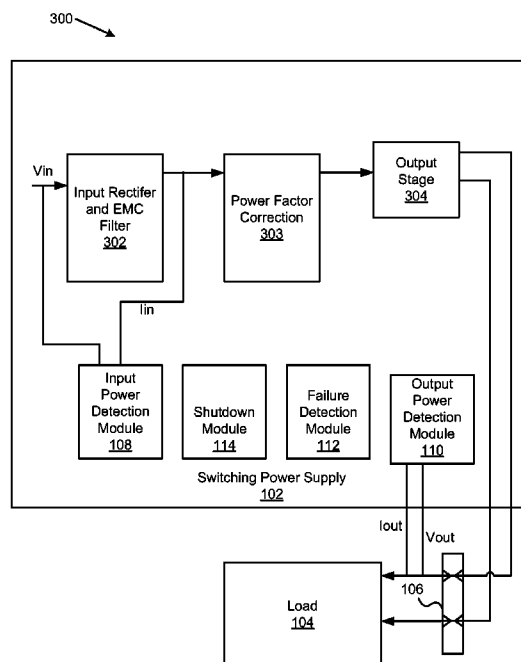 300
Vin
Input Rectifer
and EMC
Filter
302
Power Factor
Correction
303
Output
Stage
304
Iin
Input
Power
Detection
Module
108
Shutdown
Module
114
Failure
Detection
Module
112
Output
Power
Detection
Module
110
Switching Power Supply
102
Iout
Vout
106
Load
104